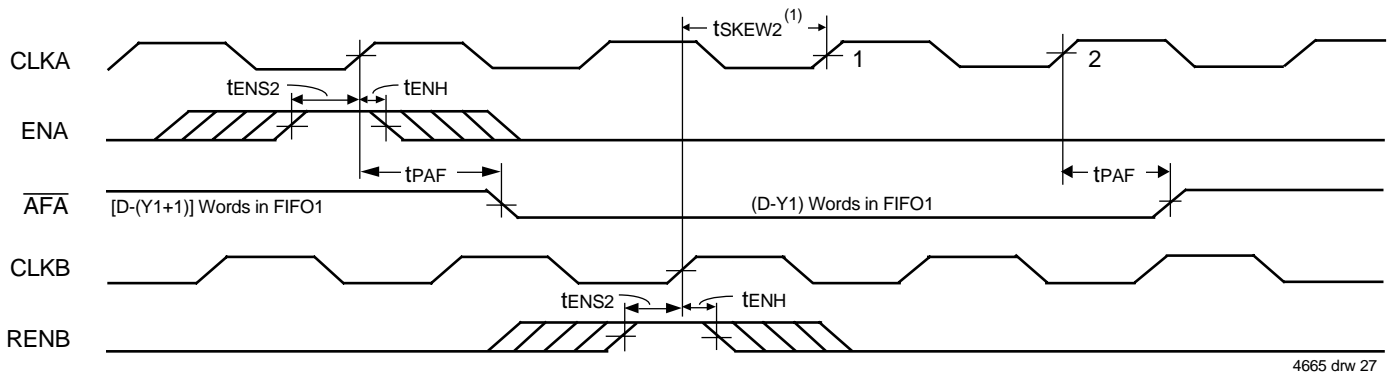 tSKEW2 (1)
CLKA
1
2
tENS2
tENH
ENA
tPAF
tPAF
AFA
[D-(Y1+1)] Words in FIFO1
(D-Y1) Words in FIFO1
CLKB
tENS2
tENH
RENB
4665 drw 27